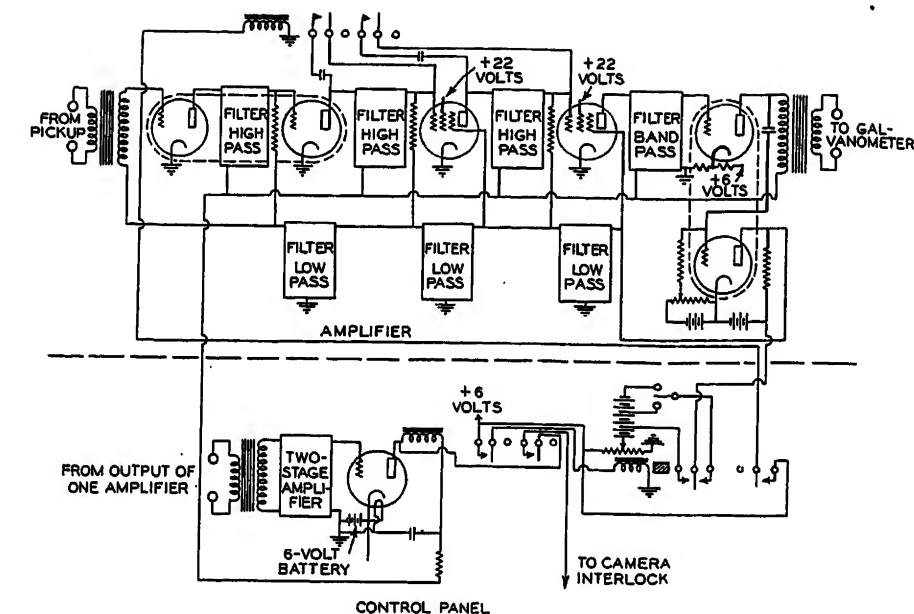 +22
VOLTS
+22
VOLTS
FROM
PICKUP
FILTER
HIGH
PASS
FILTER
HIGH
PASS
FILTER
HIGH
PASS
FILTER
BAND
PASS
+6
VOLTS
TO GAL-
VANOMETER
FILTER
LOW
PASS
FILTER
LOW
PASS
FILTER
LOW
PASS
AMPLIFIER
+6
VOLTS
FROM OUTPUT OF
ONE AMPLIFIER
TWO-
STAGE
AMPLI-
FIER
6-VOLT
BATTERY
TO CAMERA
INTERLOCK
CONTROL PANEL